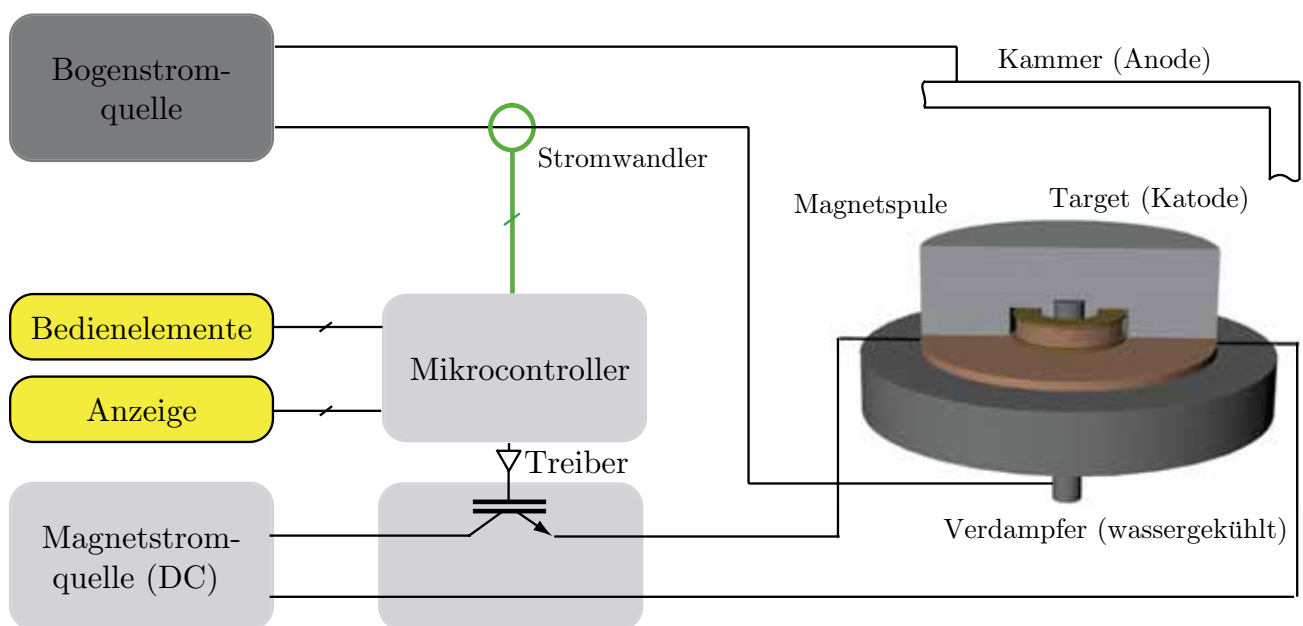 Bogenstrom-
quelle
Kammer (Anode)
Stromwandler
Magnetspule
Target (Katode)
Bedienelemente
Mikrocontroller
Anzeige
Treiber
Magnetstrom-
quelle (DC)
Verdampfer (wassergekühlt)